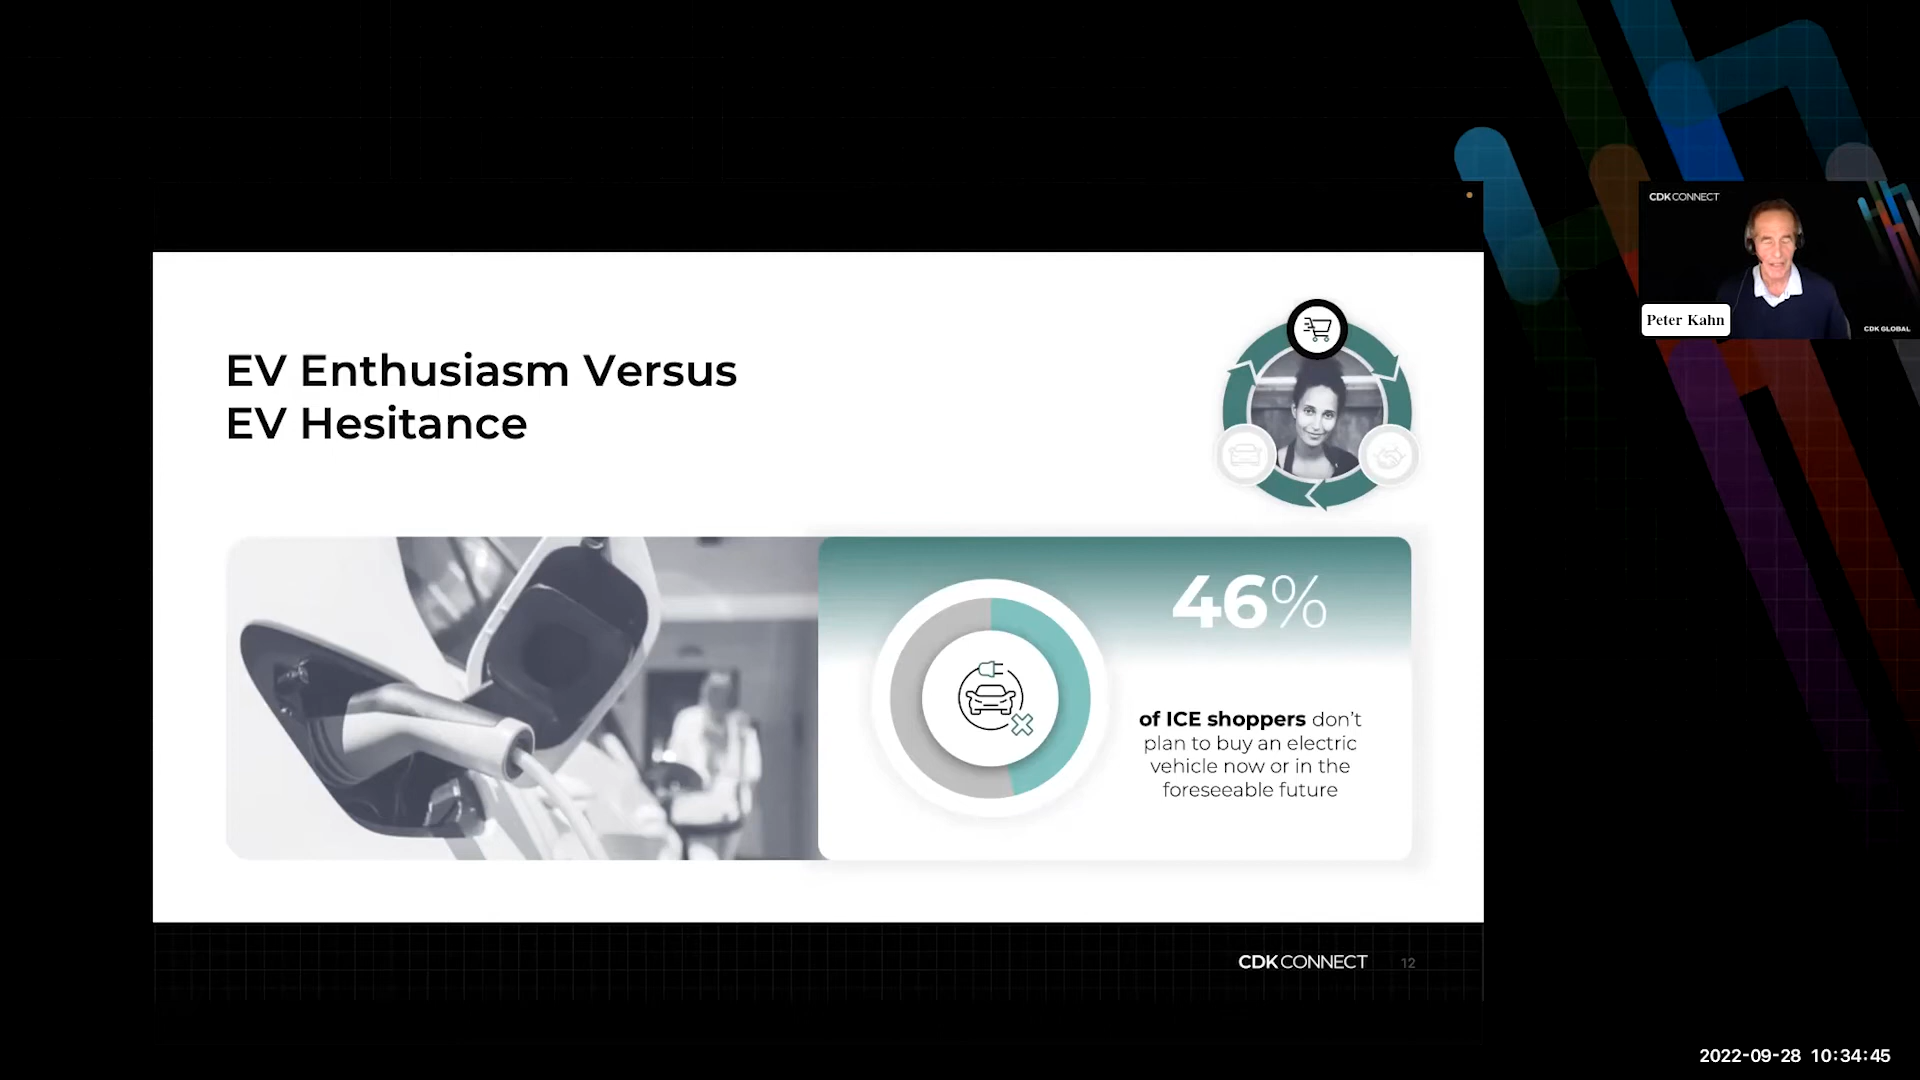 CDK CONNECT
Peter Kahn
CDK GLOBAL
EV Enthusiasm Versus
EV Hesitance
46%
of ICE shoppers don't
plan to buy an electric
vehicle now or in the
foreseeable future
CDK CONNECT
12
2022-09-28 10:34:45